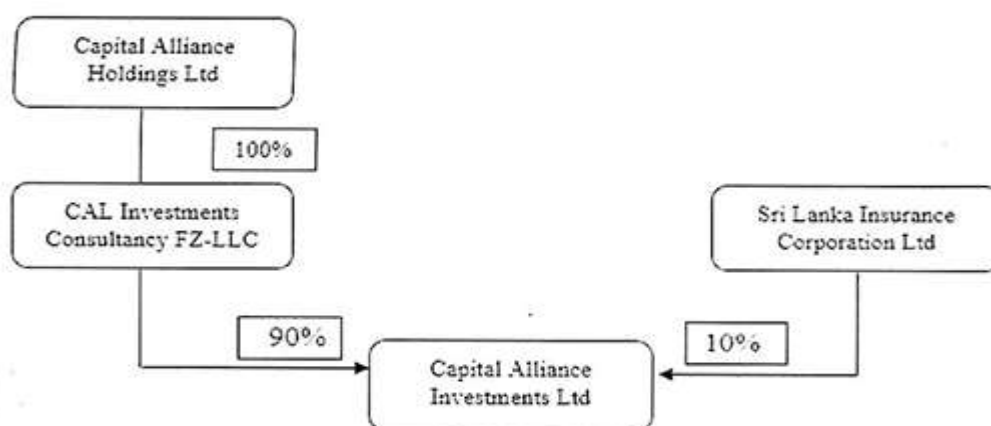 Capital Alliance
Holdings Ltd
100%
CAL Investments
Consultancy FZ-LLC
Sri Lanka Insurance
Corporation Ltd
90%
10%
Capital Alliance
Investments Ltd